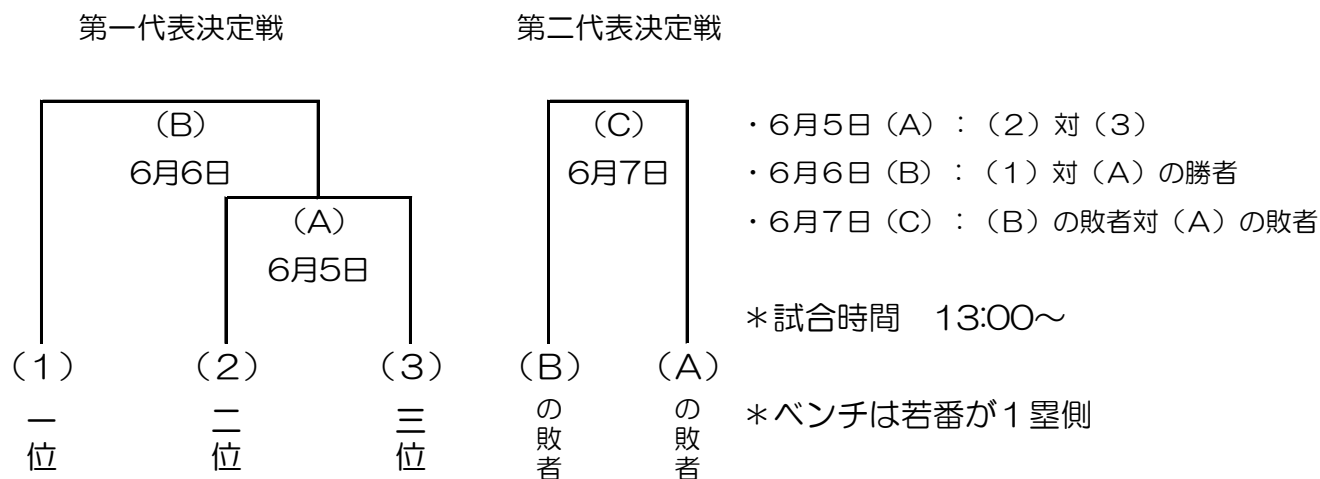 第一代表決定戦
第二代表決定戦
（B）
6月6日
（A）
6月5日
（1）
一位
（2）
二位
（3）
三位
（C）
6月7日
（B）の敗者
（A）の敗者
・6月5日（A）：（2）対（3）
・6月6日（B）：（1）対（A）の勝者
・6月7日（C）：（B）の敗者対（A）の敗者
＊試合時間　13:00～
＊ベンチは若番が1塁側